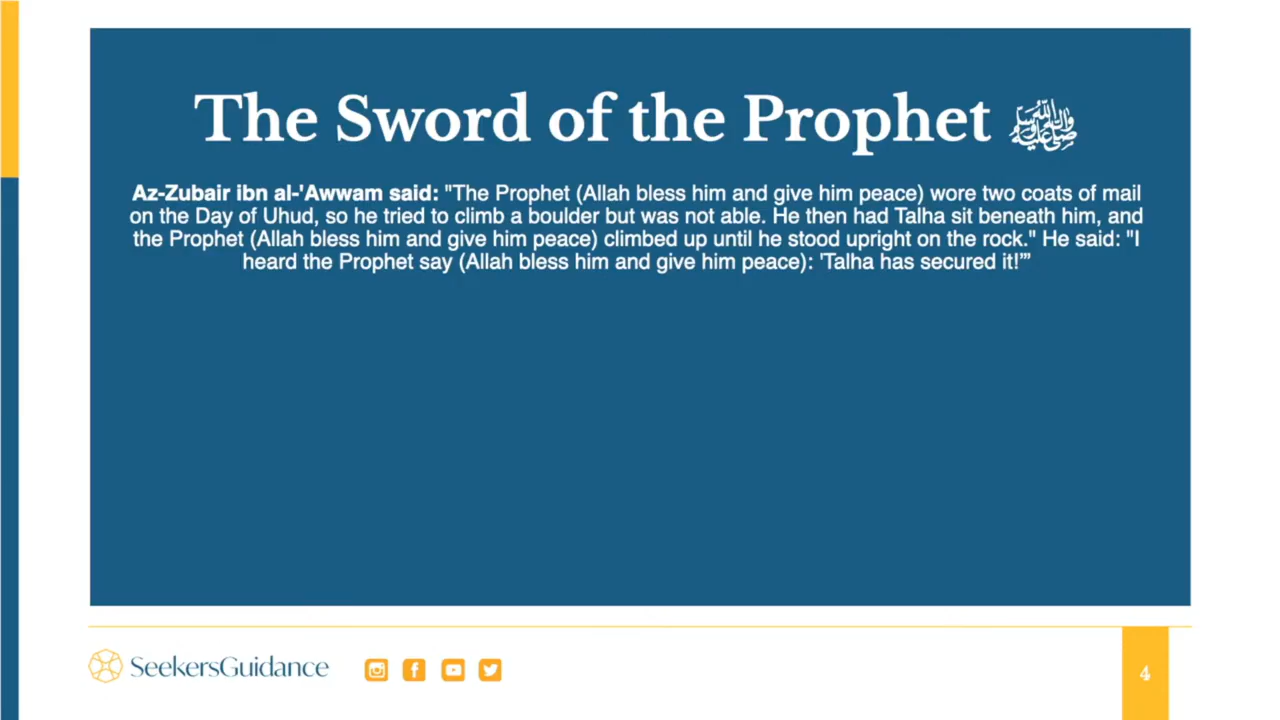 The Sword of the Prophet ﷺ
Az-Zubair ibn al-'Awwam said: "The Prophet (Allah bless him and give him peace) wore two coats of mail
on the Day of Uhud, so he tried to climb a boulder but was not able. He then had Talha sit beneath him, and
the Prophet (Allah bless him and give him peace) climbed up until he stood upright on the rock." He said: "I
heard the Prophet say (Allah bless him and give him peace): 'Talha has secured it!'”
SeekersGuidance
4